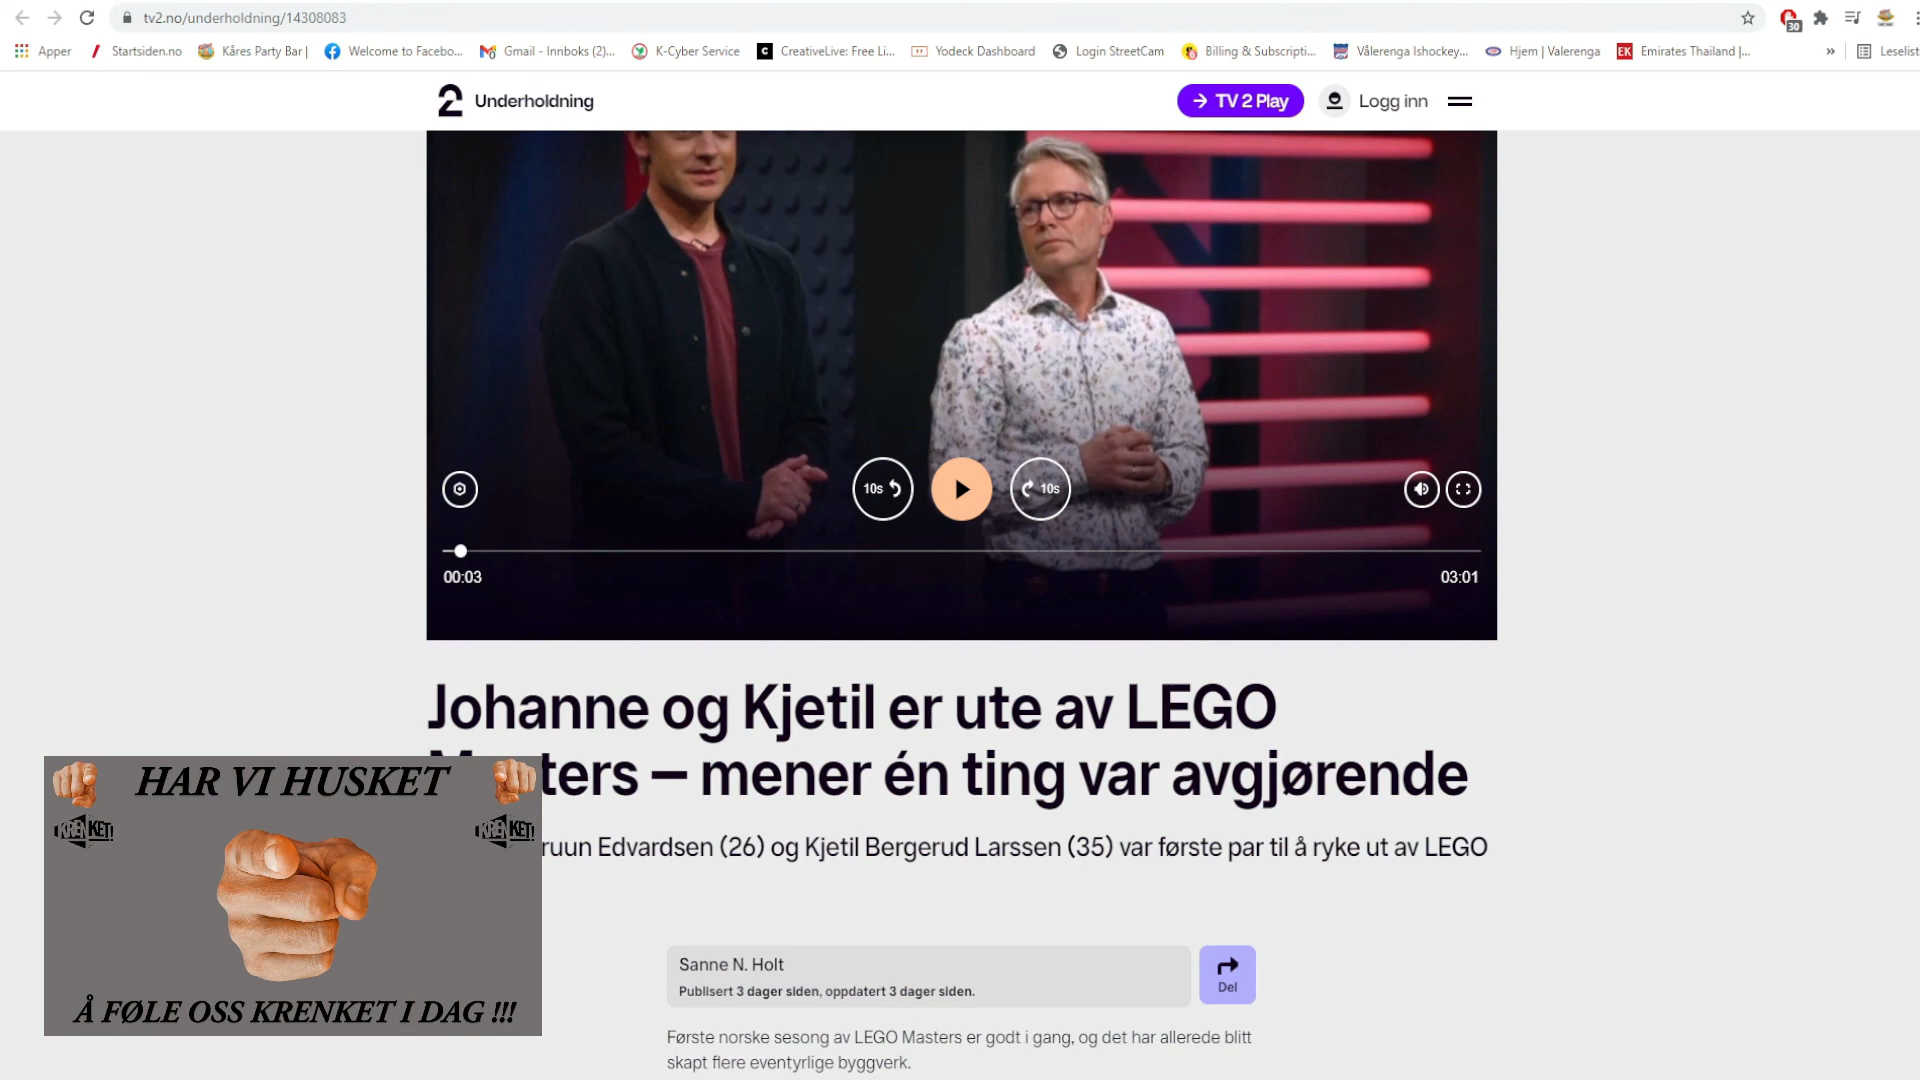 tv2.no/underholdning/14308083
30
Apper
Startsiden.no
Kåres Party Bar |
Welcome to Facebo...
Gmail - Innboks (2)...
K-Cyber Service
CreativeLive: Free Li...
Yodeck Dashboard
Login StreetCam
Billing & Subscripti...
Vålerenga Ishockey...
Hjem | Valerenga
EK Emirates Thailand |...
»
Leselist
2 Underholdning
TV 2 Play
Logg inn
10s
10s
00:03
03:01
Johanne og Kjetil er ute av LEGO
ters – mener én ting var avgjørende
ruun Edvardsen (26) og Kjetil Bergerud Larssen (35) var første par til å ryke ut av LEGO
HAR VI HUSKET
KRENKET!
KRENKET!
Å FØLE OSS KRENKET I DAG !!!
Sanne N. Holt
Publisert 3 dager siden, oppdatert 3 dager siden.
Del
Første norske sesong av LEGO Masters er godt i gang, og det har allerede blitt
skapt flere eventyrlige byggverk.